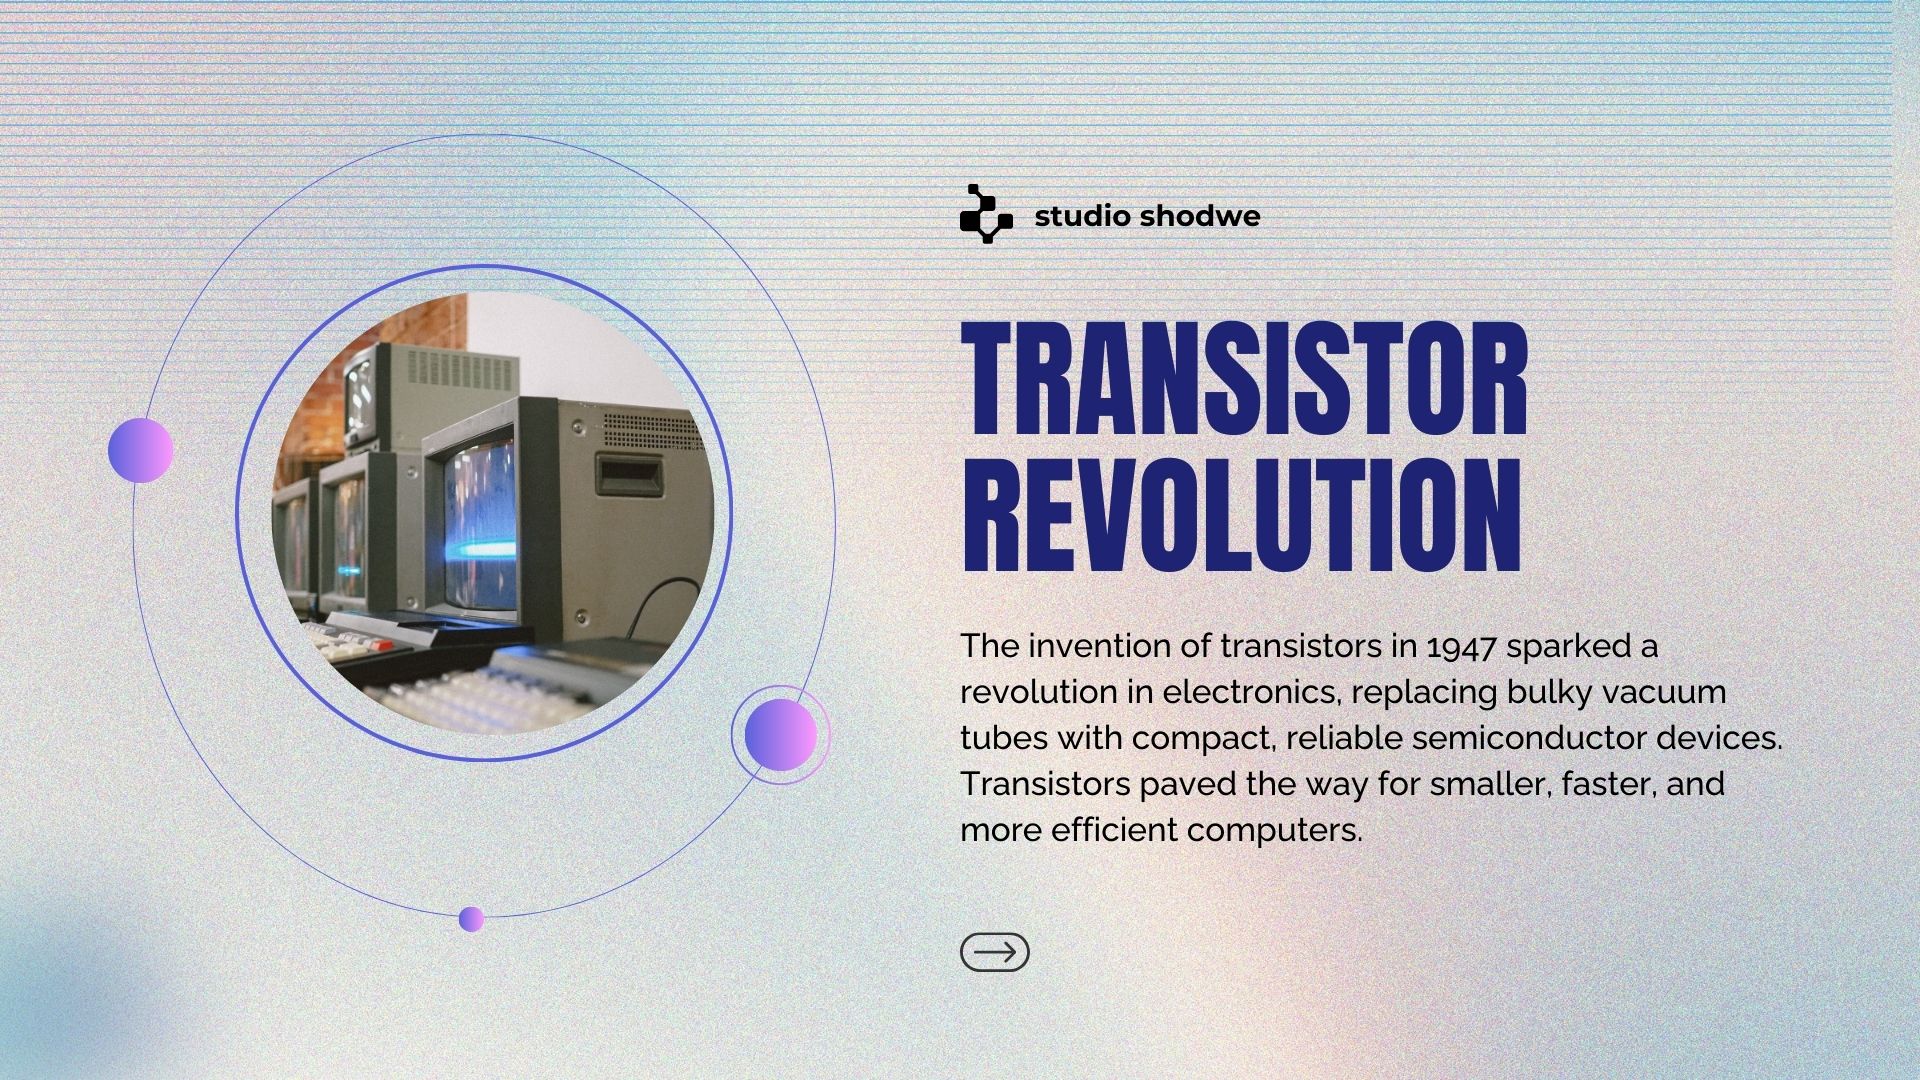 studio shodwe
TRANSISTOR
REVOLUTION
The invention of transistors in 1947 sparked a
revolution in electronics, replacing bulky vacuum
tubes with compact, reliable semiconductor devices.
Transistors paved the way for smaller, faster, and
more efficient computers.